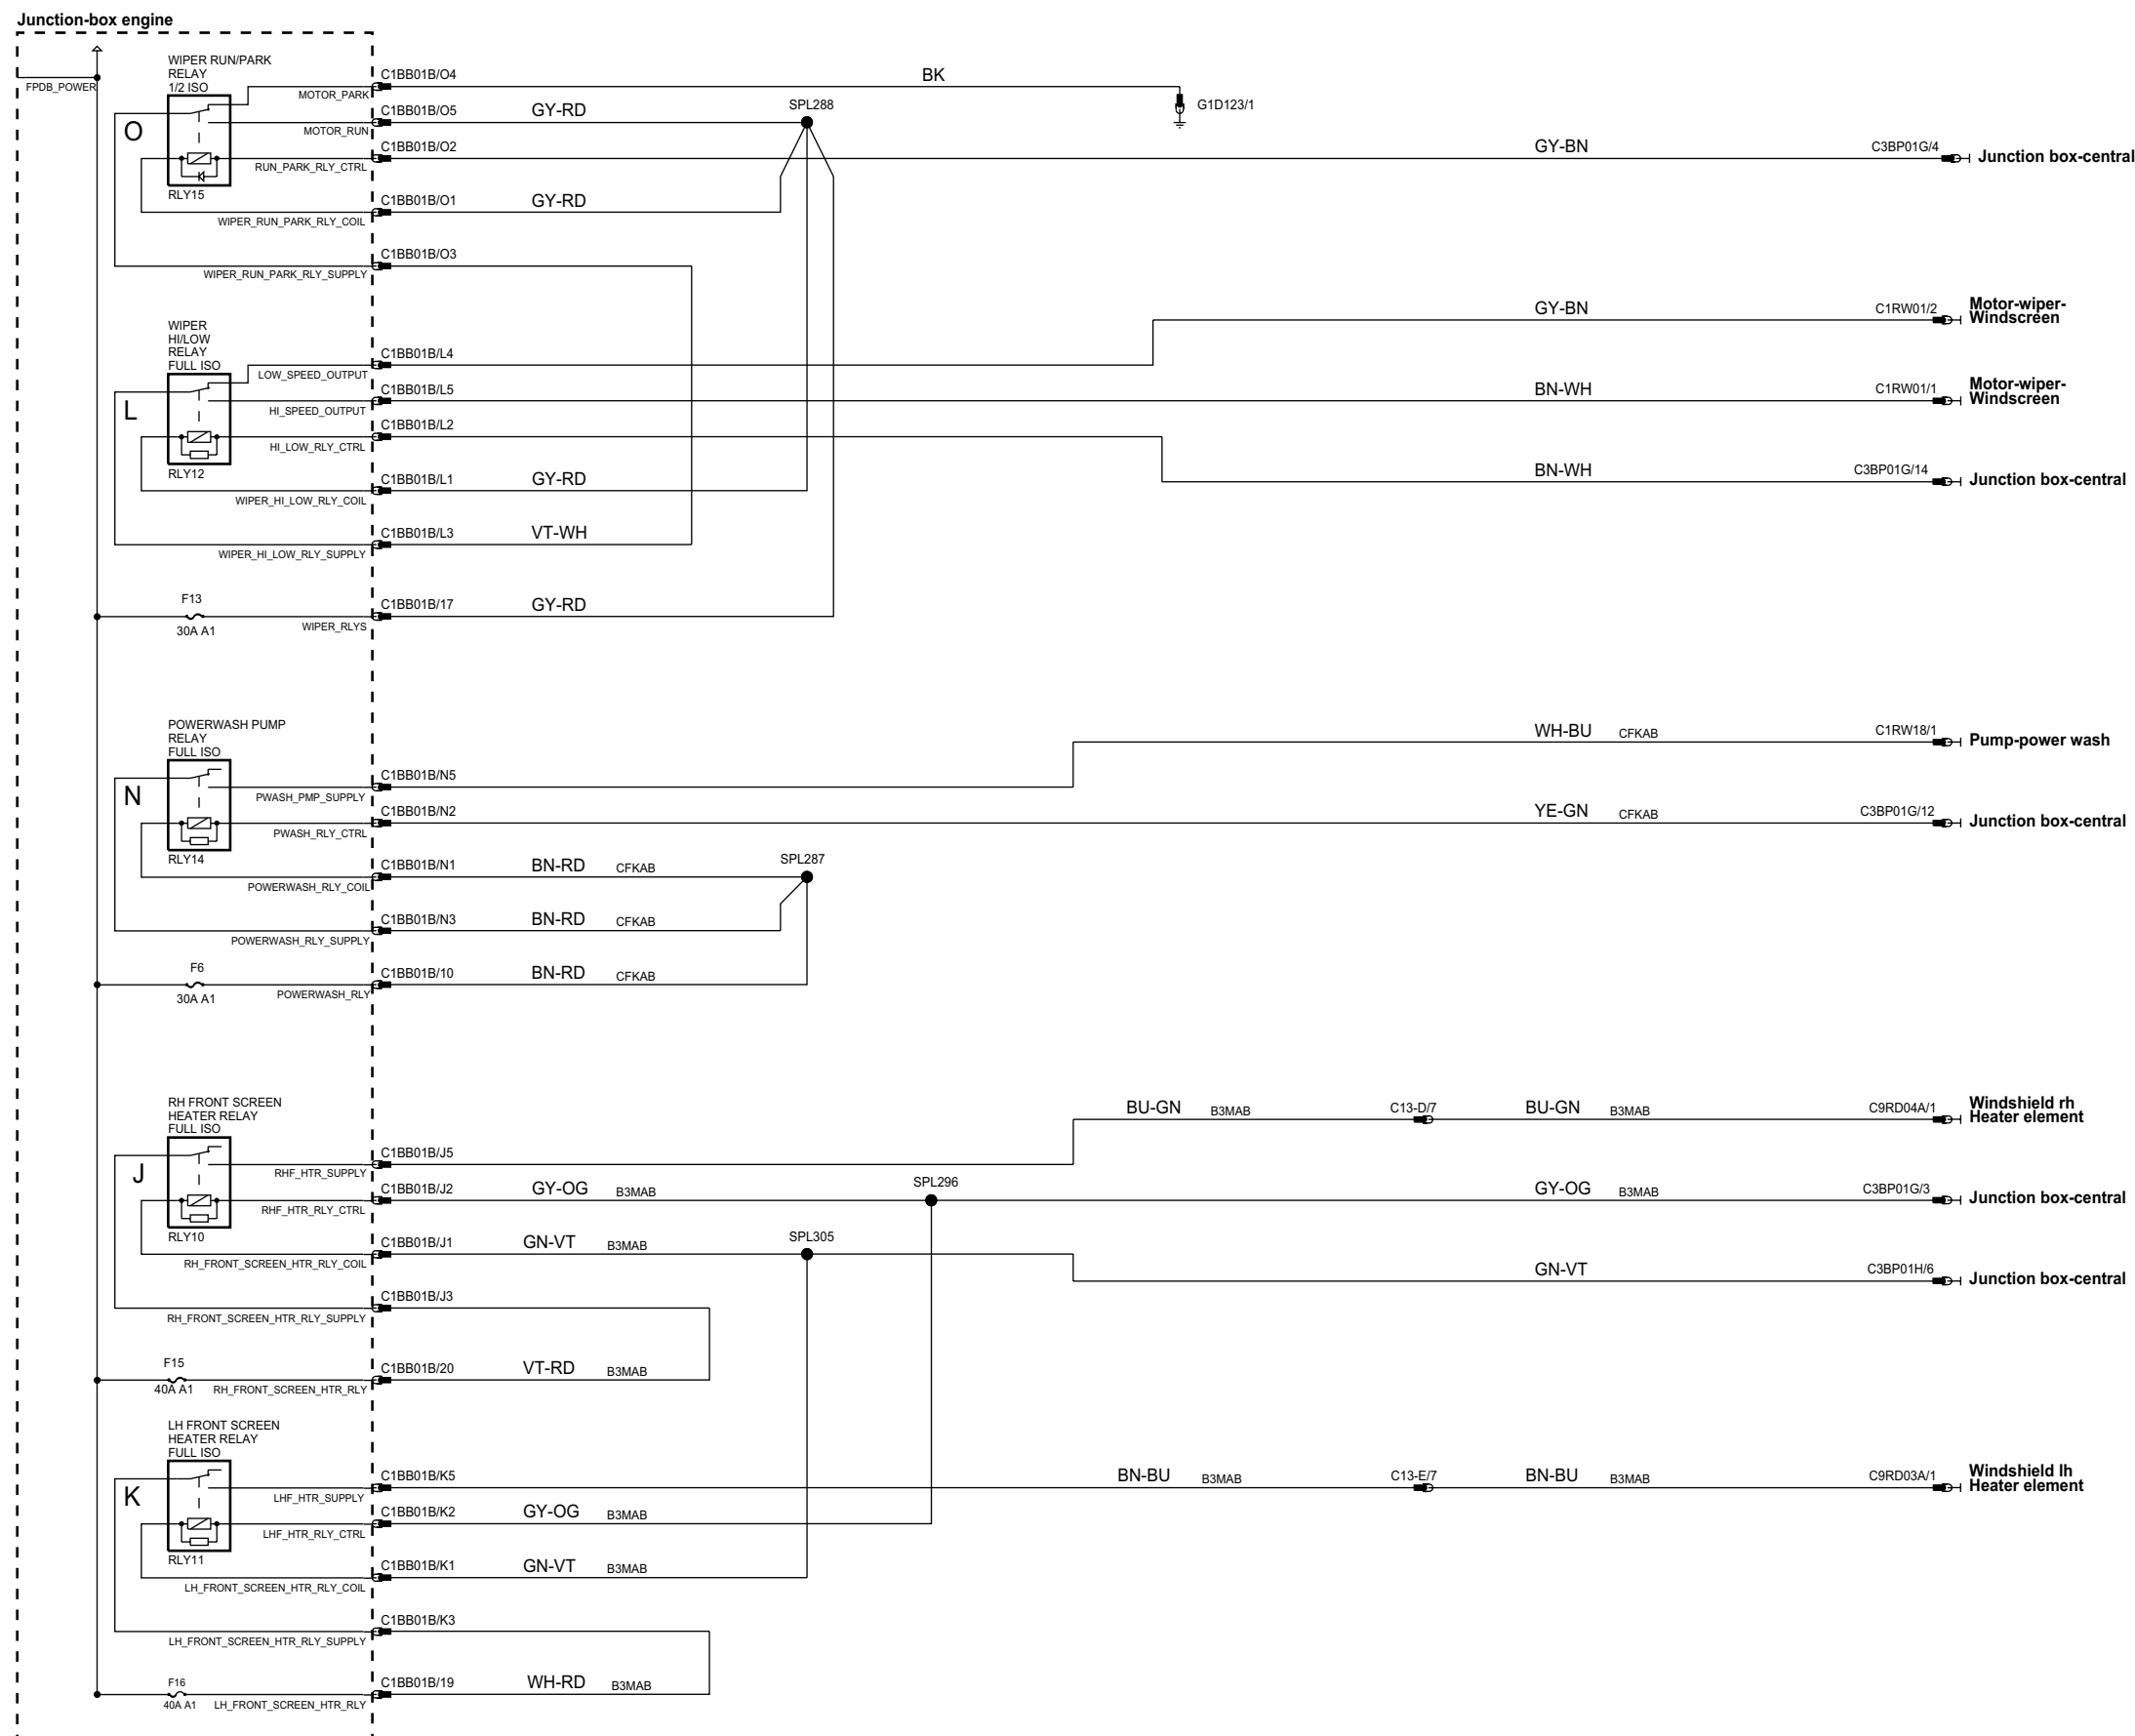 Junction-box engine
FPDB_POWER
WIPER RUN/PARK
RELAY
1/2 ISO
O
RLY15
MOTOR_PARK
C1BB01B/O4
BK
G1D123/1
MOTOR_RUN
C1BB01B/O5
GY-RD
SPL288
RUN_PARK_RLY_CTRL
C1BB01B/O2
GY-BN
C3BP01G/4
Junction box-central
WIPER_RUN_PARK_RLY_COIL
C1BB01B/O1
GY-RD
WIPER_RUN_PARK_RLY_SUPPLY
C1BB01B/O3
WIPER
HI/LOW
RELAY
FULL ISO
L
RLY12
LOW_SPEED_OUTPUT
C1BB01B/L4
GY-BN
C1RW01/2
Motor-wiper-
Windscreen
HI_SPEED_OUTPUT
C1BB01B/L5
BN-WH
C1RW01/1
Motor-wiper-
Windscreen
HI_LOW_RLY_CTRL
C1BB01B/L2
BN-WH
C3BP01G/14
Junction box-central
WIPER_HI_LOW_RLY_COIL
C1BB01B/L1
GY-RD
WIPER_HI_LOW_RLY_SUPPLY
C1BB01B/L3
VT-WH
F13
30A A1
WIPER_RLYS
C1BB01B/17
GY-RD
POWERWASH PUMP
RELAY
FULL ISO
N
RLY14
PWASH_PMP_SUPPLY
C1BB01B/N5
WH-BU
CFKAB
C1RW18/1
Pump-power wash
PWASH_RLY_CTRL
C1BB01B/N2
YE-GN
CFKAB
C3BP01G/12
Junction box-central
POWERWASH_RLY_COIL
C1BB01B/N1
BN-RD
CFKAB
SPL287
POWERWASH_RLY_SUPPLY
C1BB01B/N3
BN-RD
CFKAB
F6
30A A1
POWERWASH_RLY
C1BB01B/10
BN-RD
CFKAB
RH FRONT SCREEN
HEATER RELAY
FULL ISO
J
RLY10
RHF_HTR_SUPPLY
C1BB01B/J5
BU-GN
B3MAB
C13-D/7
BU-GN
B3MAB
C9RD04A/1
Windshield rh
Heater element
RHF_HTR_RLY_CTRL
C1BB01B/J2
GY-OG
B3MAB
SPL296
GY-OG
B3MAB
C3BP01G/3
Junction box-central
RH_FRONT_SCREEN_HTR_RLY_COIL
C1BB01B/J1
GN-VT
B3MAB
SPL305
GN-VT
C3BP01H/6
Junction box-central
RH_FRONT_SCREEN_HTR_RLY_SUPPLY
C1BB01B/J3
F15
40A A1
RH_FRONT_SCREEN_HTR_RLY
C1BB01B/20
VT-RD
B3MAB
LH FRONT SCREEN
HEATER RELAY
FULL ISO
K
RLY11
LHF_HTR_SUPPLY
C1BB01B/K5
BN-BU
B3MAB
C13-E/7
BN-BU
B3MAB
C9RD03A/1
Windshield lh
Heater element
LHF_HTR_RLY_CTRL
C1BB01B/K2
GY-OG
B3MAB
LH_FRONT_SCREEN_HTR_RLY_COIL
C1BB01B/K1
GN-VT
B3MAB
LH_FRONT_SCREEN_HTR_RLY_SUPPLY
C1BB01B/K3
F16
40A A1
LH_FRONT_SCREEN_HTR_RLY
C1BB01B/19
WH-RD
B3MAB